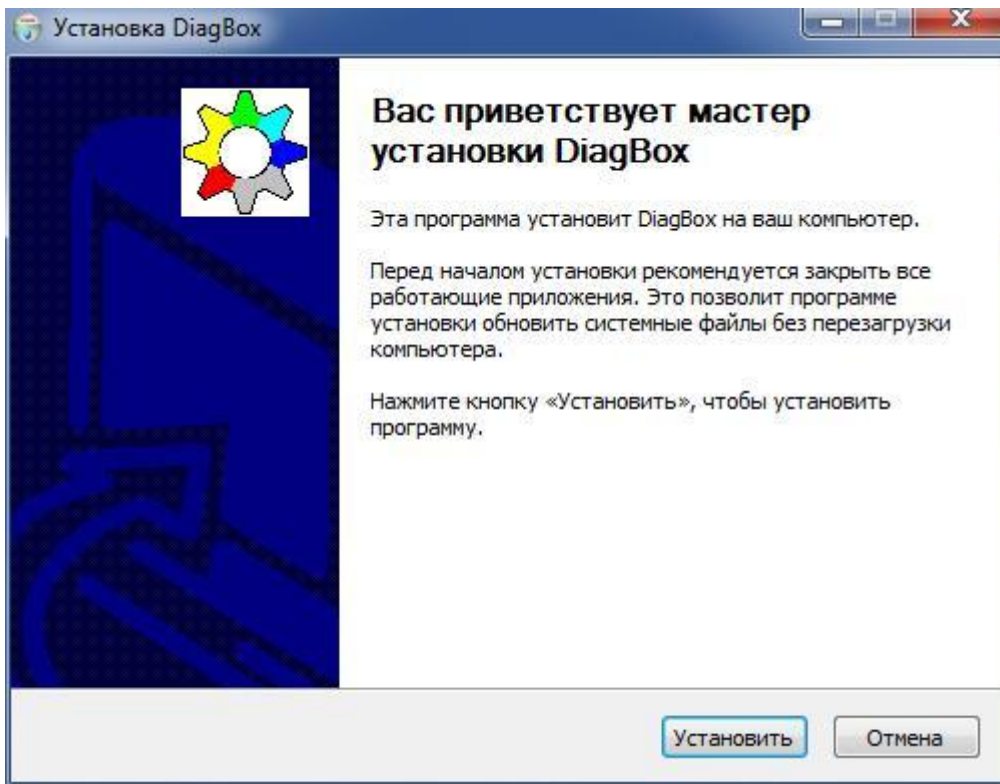 Установка DiagBox
Вас приветствует мастер
установки DiagBox
Эта программа установит DiagBox на ваш компьютер.
Перед началом установки рекомендуется закрыть все
работающие приложения. Это позволит программе
установки обновить системные файлы без перезагрузки
компьютера.
Нажмите кнопку «Установить», чтобы установить
программу.
Установить
Отмена